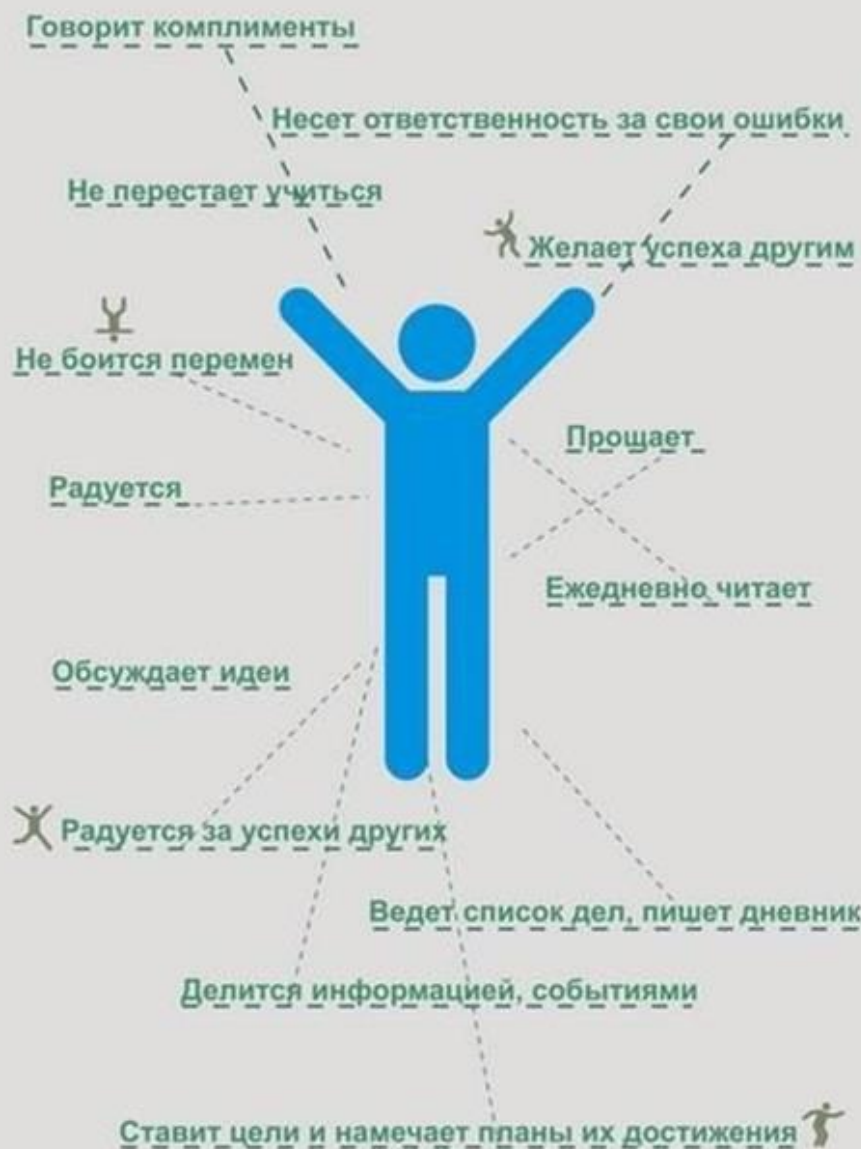 Говорит комплименты
Несет ответственность за свои ошибки
Не перестает учиться
Желает успеха другим
Не боится перемен
Прощает
Радуется
Ежедневно читает
Обсуждает идеи
Радуется за успехи других
Ведет список дел, пишет дневник
Делится информацией, событиями
Ставит цели и намечает планы их достижения